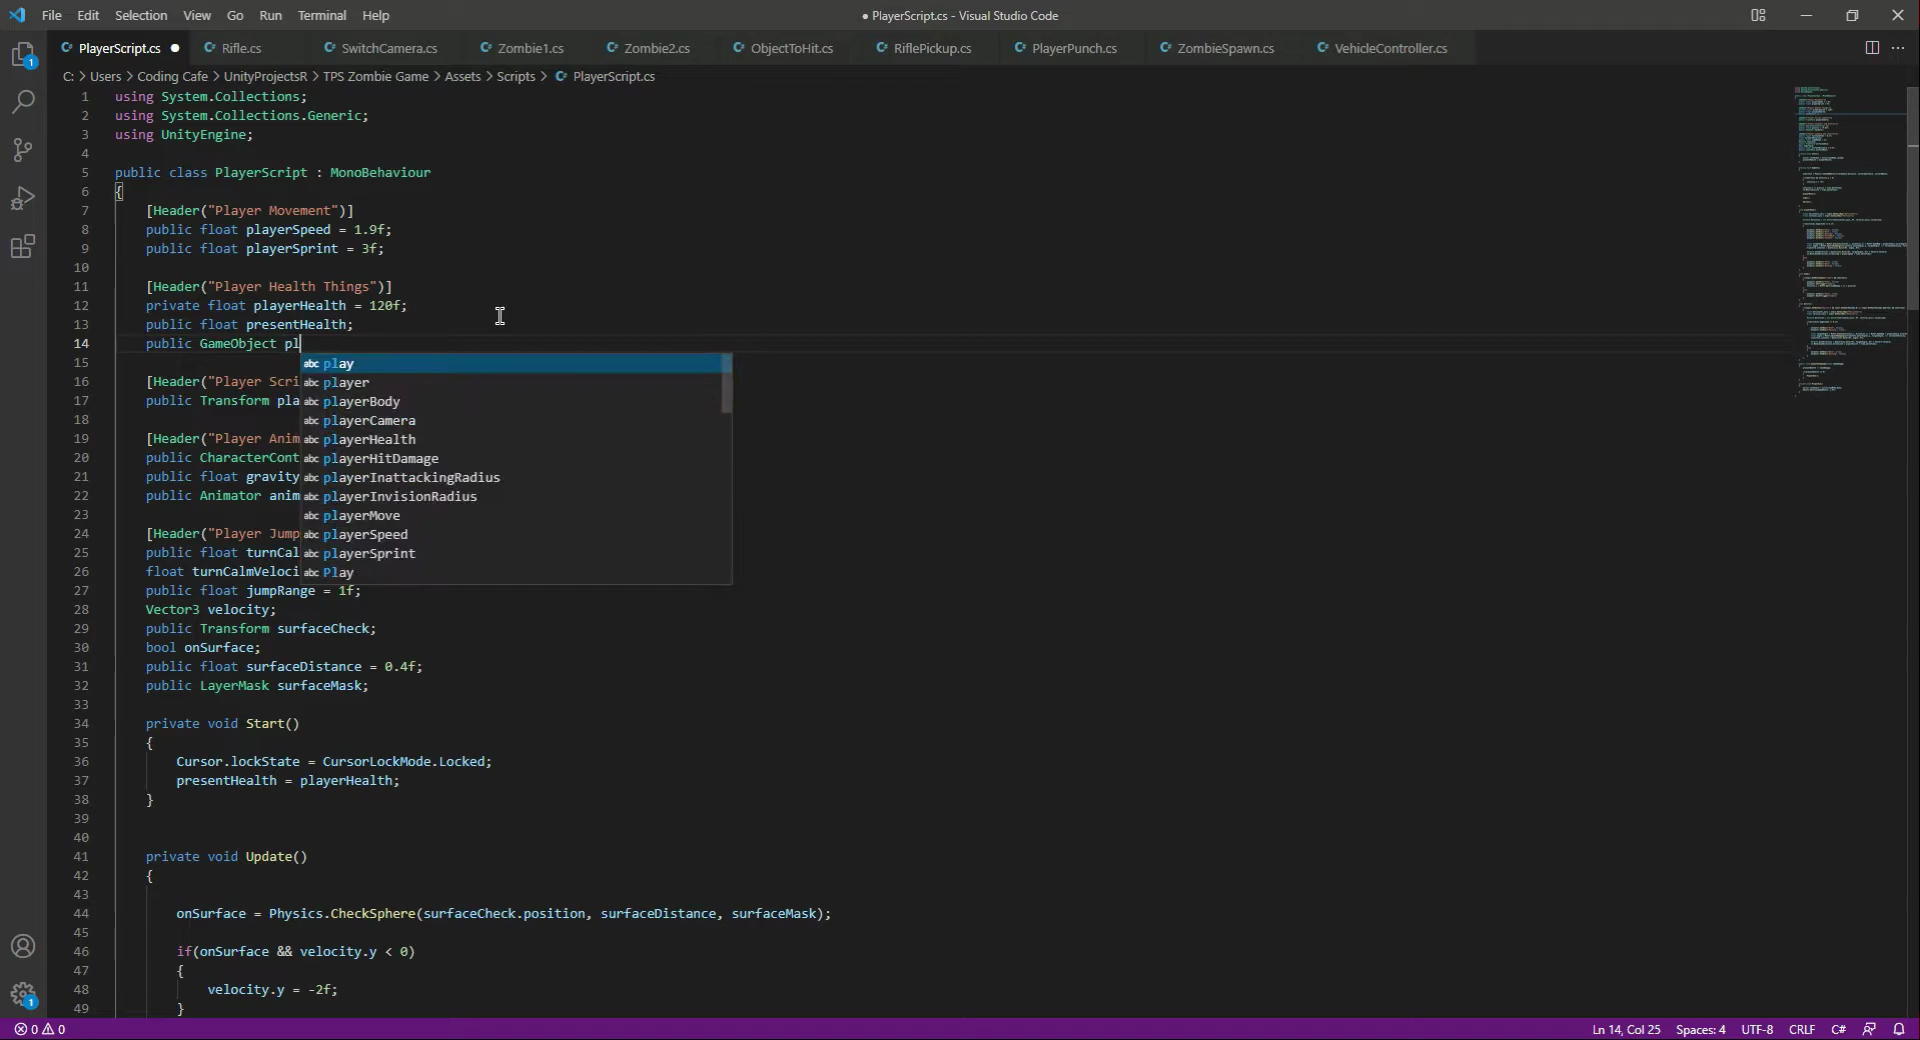 File Edit Selection View Go Run Terminal Help ● PlayerScript.cs - Visual Studio Code
PlayerScript.cs ● Rifle.cs SwitchCamera.cs Zombie1.cs Zombie2.cs ObjectToHit.cs RiflePickup.cs PlayerPunch.cs ZombieSpawn.cs VehicleController.cs ...
C: > Users > Coding Cafe > UnityProjectsR > TPS Zombie Game > Assets > Scripts > PlayerScript.cs
1 using System.Collections;
2 using System.Collections.Generic;
3 using UnityEngine;
4
5 public class PlayerScript : MonoBehaviour
6 {
7 [Header("Player Movement")]
8 public float playerSpeed = 1.9f;
9 public float playerSprint = 3f;
10
11 [Header("Player Health Things")]
12 private float playerHealth = 120f;
13 public float presentHealth;
14 public GameObject pl
15 abc play
abc player
16 [Header("Player Scri
17 public Transform pla abc playerBody
18 abc playerCamera
19 [Header("Player Anim abc playerHealth
20 public CharacterCont abc playerHitDamage
21 public float gravity abc playerInattackingRadius
22 public Animator anim abc playerInvisionRadius
23 abc playerMove
24 [Header("Player Jump abc playerSpeed
25 public float turnCal abc playerSprint
26 float turnCalmVeloci abc Play
27 public float jumpRange = 1f;
28 Vector3 velocity;
29 public Transform surfaceCheck;
30 bool onSurface;
31 public float surfaceDistance = 0.4f;
32 public LayerMask surfaceMask;
33
34 private void Start()
35 {
36 Cursor.lockState = CursorLockMode.Locked;
37 presentHealth = playerHealth;
38 }
39
40
41 private void Update()
42 {
43
44 onSurface = Physics.CheckSphere(surfaceCheck.position, surfaceDistance, surfaceMask);
45
46 if(onSurface && velocity.y < 0)
47 {
48 velocity.y = -2f;
49 }
1
1
0 0 Ln 14, Col 25 Spaces: 4 UTF-8 CRLF C#